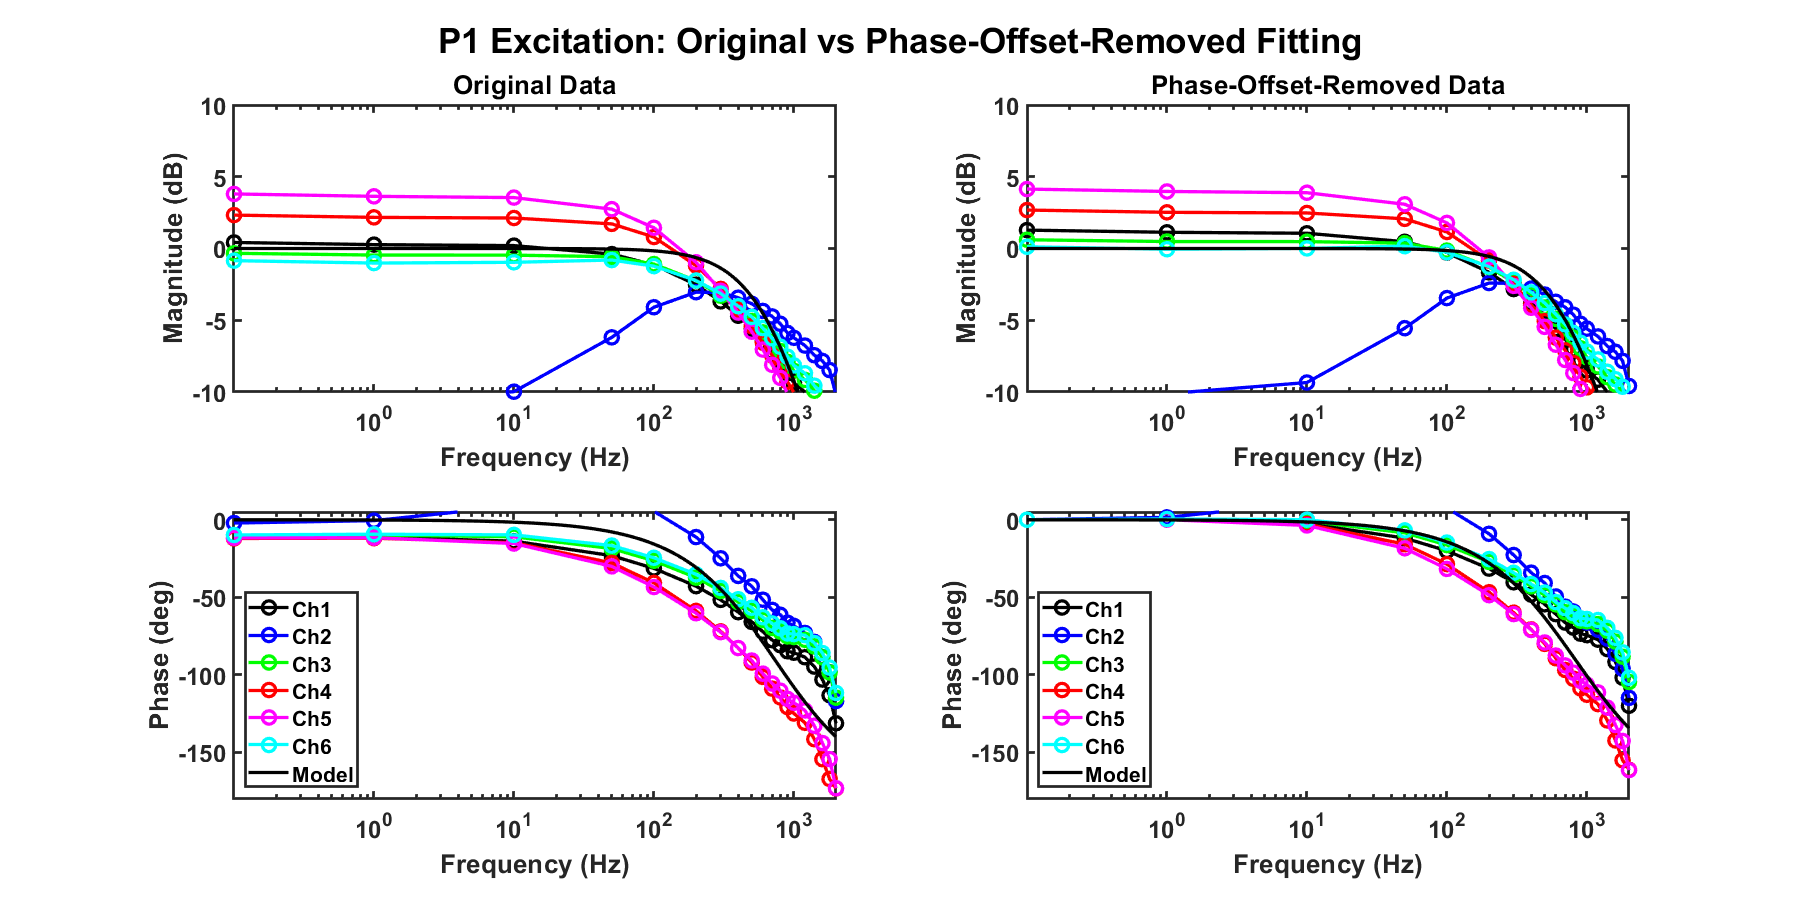 P1 Excitation: Original vs Phase-Offset-Removed Fitting
Original Data
10
5
0
-5
-10
Magnitude (dB)
10^0
10^1
10^2
10^3
Frequency (Hz)
Phase-Offset-Removed Data
10
5
0
-5
-10
Magnitude (dB)
10^0
10^1
10^2
10^3
Frequency (Hz)
0
-50
-100
-150
Phase (deg)
Ch1
Ch2
Ch3
Ch4
Ch5
Ch6
Model
10^0
10^1
10^2
10^3
Frequency (Hz)
0
-50
-100
-150
Phase (deg)
Ch1
Ch2
Ch3
Ch4
Ch5
Ch6
Model
10^0
10^1
10^2
10^3
Frequency (Hz)